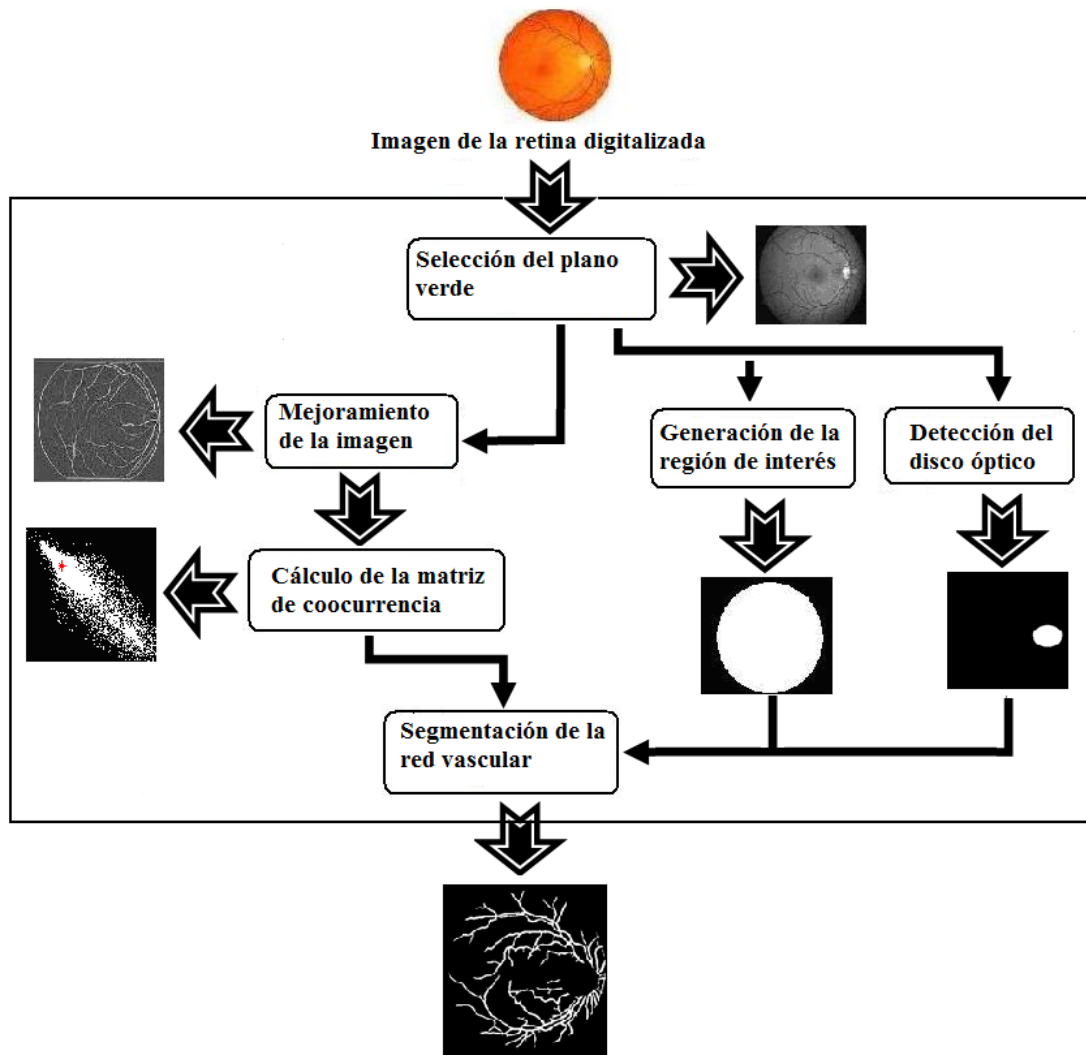 Imagen de la retina digitalizada
Selección del plano
verde
Mejoramiento
de la imagen
Generación de la
región de interés
Detección del
disco óptico
Cálculo de la matriz
de coocurrencia
Segmentación de la
red vascular